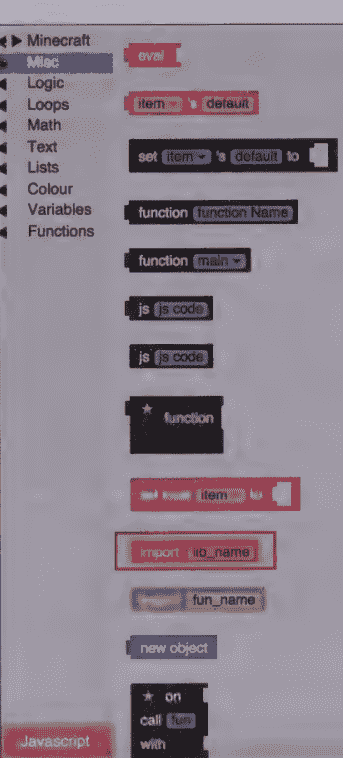 Minecraft
Misc
Logic
Loops
Math
Text
Lists
Colour
Variables
Functions
eval
item 's default
set item 's default to
function function Name
function main
js js code
js js code
function
item to
import lib_name
fun_name
new object
on
call fun
with
Javascript